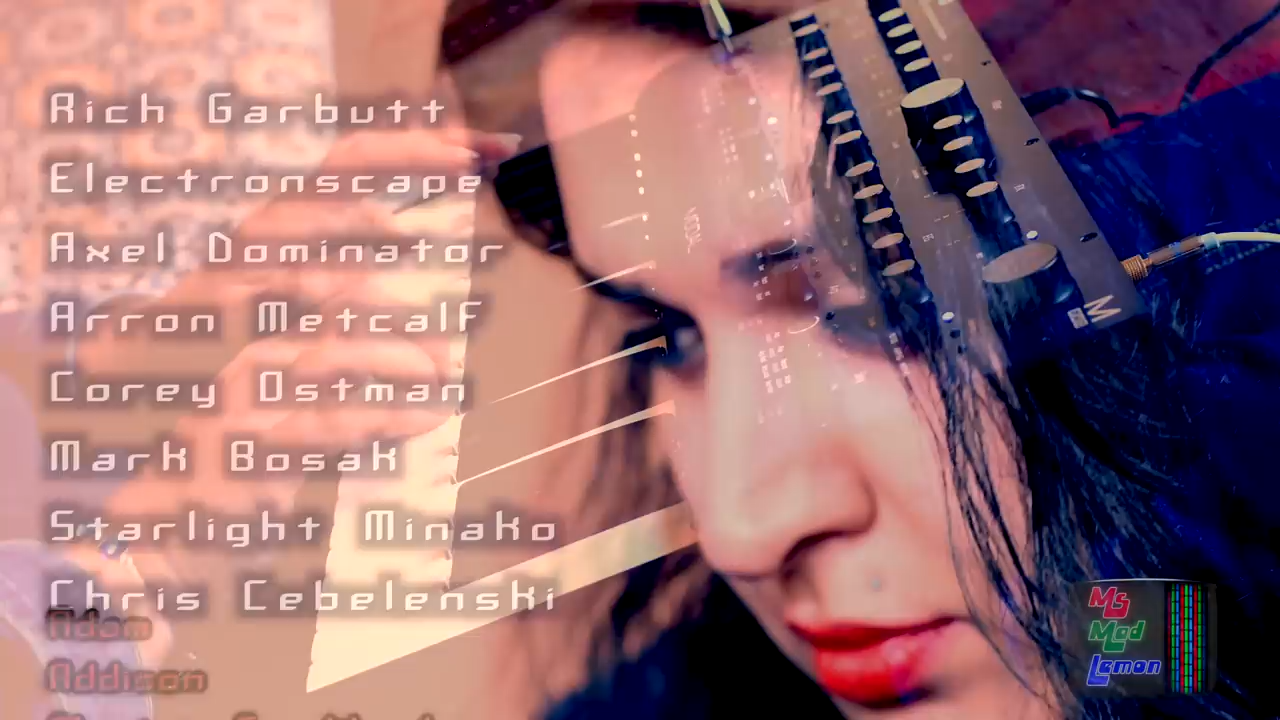 Rich Garbutt
Electronscape
Axel Dominator
Arron Metcalf
Corey Ostman
Mark Bosak
Starlight Minako
Chris Cebelenski
Adam
Addison
Ms
Mad
Lemon